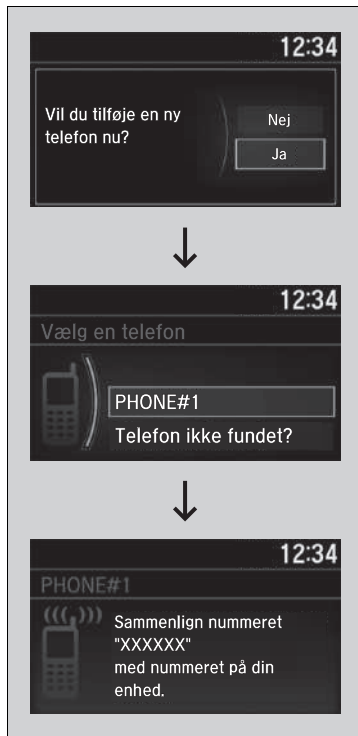 12:34
Vil du tilføje en ny
telefon nu?
Nej
Ja
12:34
Vælg en telefon
PHONE#1
Telefon ikke fundet?
12:34
PHONE#1
Sammenlign nummeret
"XXXXXX"
med nummeret på din
enhed.